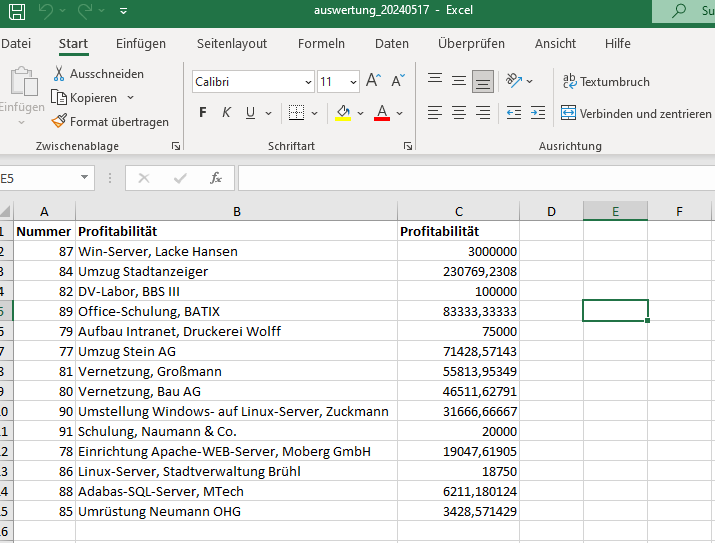 auswertung_20240517 - Excel
Su
Datei Start Einfügen Seitenlayout Formeln Daten Überprüfen Ansicht Hilfe
Einfügen
Ausschneiden
Kopieren
Format übertragen
Zwischenablage
Calibri 11 A A
F K U A
Schriftart
ab Textumbruch
Verbinden und zentrieren
Ausrichtung
E5 fx
A B C D E F
1 Nummer Profitabilität Profitabilität
2 87 Win-Server, Lacke Hansen 3000000
3 84 Umzug Stadtanzeiger 230769,2308
4 82 DV-Labor, BBS III 100000
5 89 Office-Schulung, BATIX 83333,33333
6 79 Aufbau Intranet, Druckerei Wolff 75000
7 77 Umzug Stein AG 71428,57143
8 81 Vernetzung, Großmann 55813,95349
9 80 Vernetzung, Bau AG 46511,62791
10 90 Umstellung Windows- auf Linux-Server, Zuckmann 31666,66667
11 91 Schulung, Naumann & Co. 20000
12 78 Einrichtung Apache-WEB-Server, Moberg GmbH 19047,61905
13 86 Linux-Server, Stadtverwaltung Brühl 18750
14 88 Adabas-SQL-Server, MTech 6211,180124
15 85 Umrüstung Neumann OHG 3428,571429
16